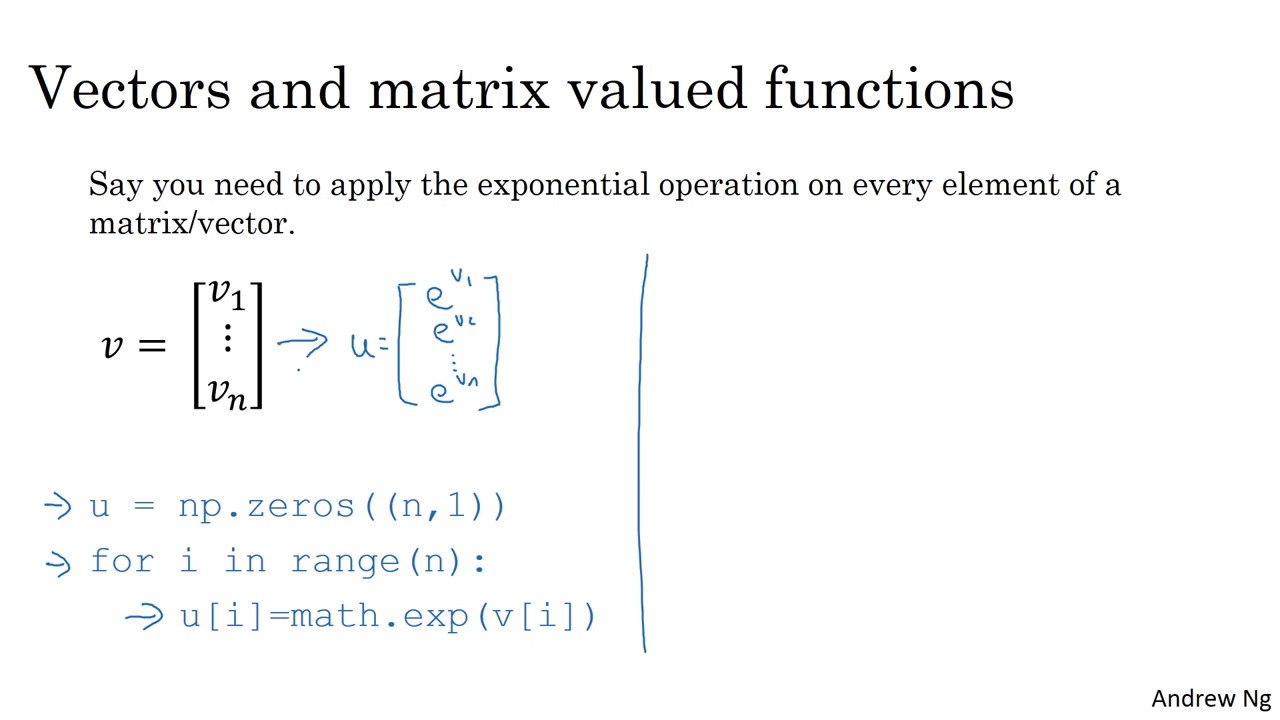 Vectors and matrix valued functions
Say you need to apply the exponential operation on every element of a
matrix/vector.
v = [v₁ ⋮ vₙ] → u = [e^v₁ e^v₂ ⋮ e^vₙ]
→ u = np.zeros((n,1))
→ for i in range(n):
→ u[i]=math.exp(v[i])
Andrew Ng